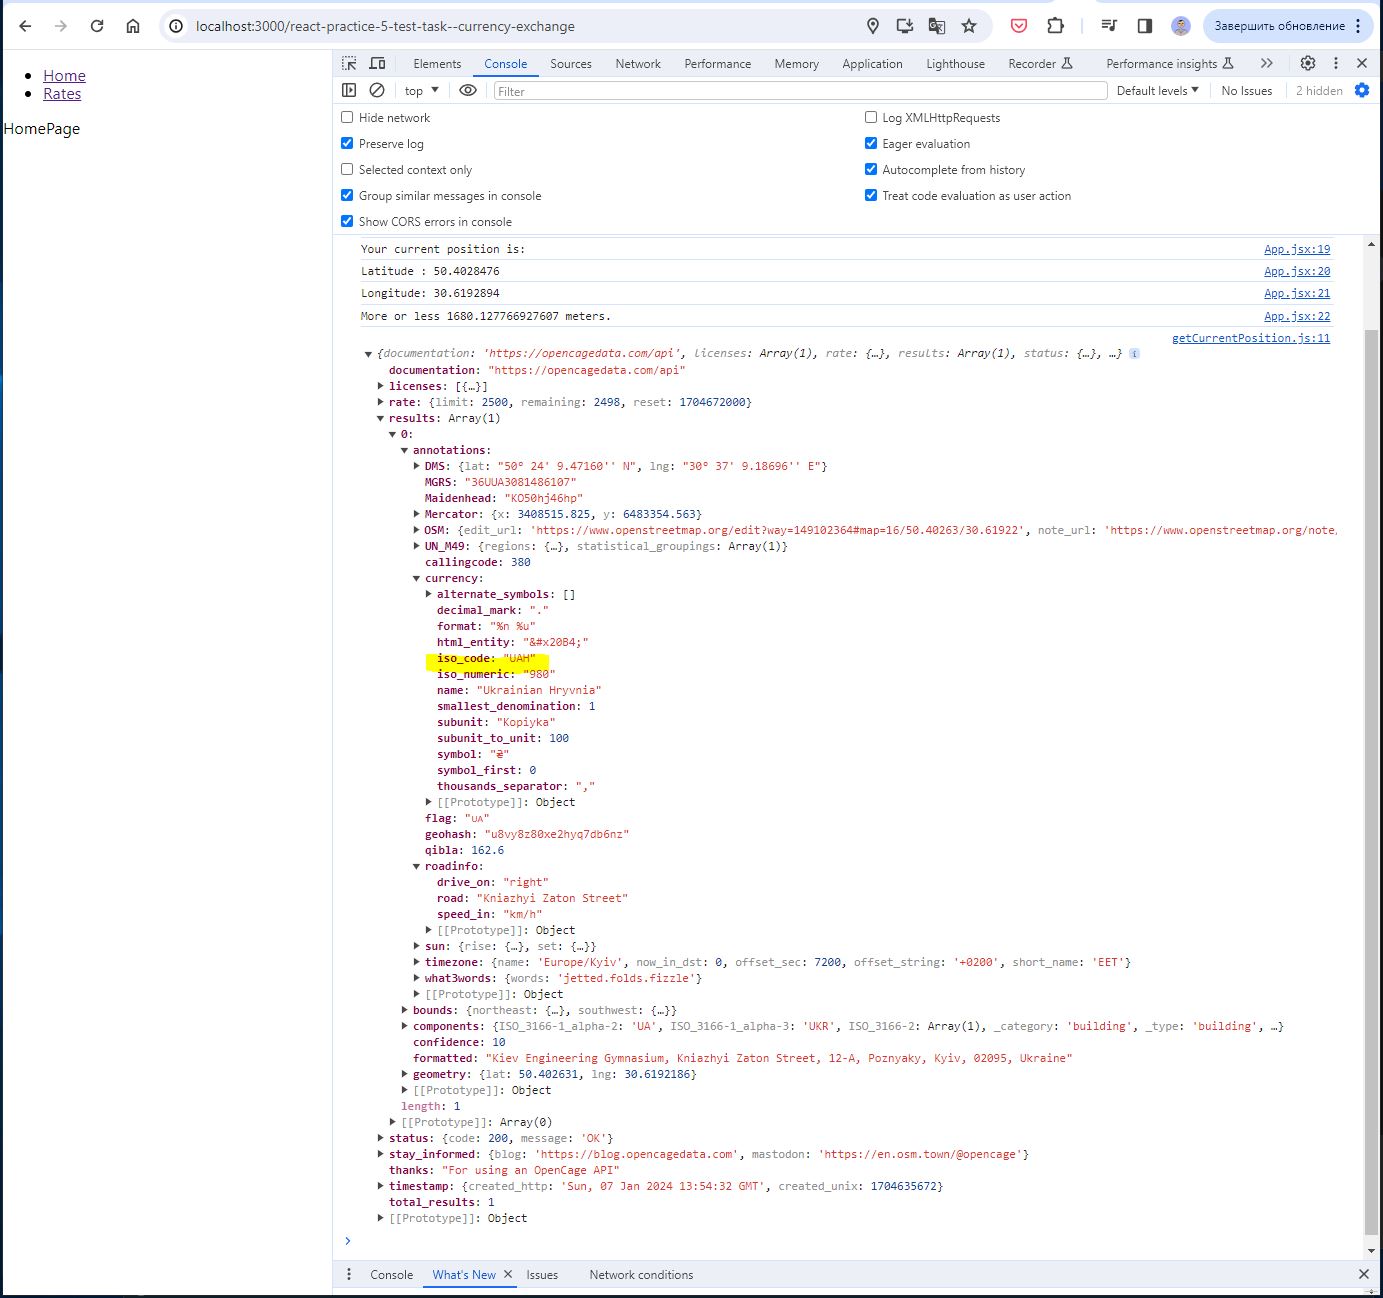 localhost:3000/react-practice-5-test-task--currency-exchange
Завершить обновление
Home
Rates
HomePage
Elements Console Sources Network Performance Memory Application Lighthouse Recorder Performance insights
top Filter Default levels No Issues 2 hidden
Hide network
Log XMLHttpRequests
Preserve log
Eager evaluation
Selected context only
Autocomplete from history
Group similar messages in console
Treat code evaluation as user action
Show CORS errors in console
Your current position is: App.jsx:19
Latitude : 50.4028476 App.jsx:20
Longitude: 30.6192894 App.jsx:21
More or less 1680.127766927607 meters. App.jsx:22
getCurrentPosition.js:11
{documentation: 'https://opencagedata.com/api', licenses: Array(1), rate: {…}, results: Array(1), status: {…}, …}
documentation: "https://opencagedata.com/api"
licenses: [{…}]
rate: {limit: 2500, remaining: 2498, reset: 1704672000}
results: Array(1)
0:
annotations:
DMS: {lat: "50° 24' 9.47160'' N", lng: "30° 37' 9.18696'' E"}
MGRS: "36UUA3081486107"
Maidenhead: "KO50hj46hp"
Mercator: {x: 3408515.825, y: 6483354.563}
OSM: {edit_url: 'https://www.openstreetmap.org/edit?way=149102364#map=16/50.40263/30.61922', note_url: 'https://www.openstreetmap.org/note,
UN_M49: {regions: {…}, statistical_groupings: Array(1)}
callingcode: 380
currency:
alternate_symbols: []
decimal_mark: "."
format: "%n %u"
html_entity: "&#x20B4;"
iso_code: "UAH"
iso_numeric: "980"
name: "Ukrainian Hryvnia"
smallest_denomination: 1
subunit: "Kopiyka"
subunit_to_unit: 100
symbol: "₴"
symbol_first: 0
thousands_separator: ","
[[Prototype]]: Object
flag: "UA"
geohash: "u8vy8z80xe2hyq7db6nz"
qibla: 162.6
roadinfo:
drive_on: "right"
road: "Kniazhyi Zaton Street"
speed_in: "km/h"
[[Prototype]]: Object
sun: {rise: {…}, set: {…}}
timezone: {name: 'Europe/Kyiv', now_in_dst: 0, offset_sec: 7200, offset_string: '+0200', short_name: 'EET'}
what3words: {words: 'jetted.folds.fizzle'}
[[Prototype]]: Object
bounds: {northeast: {…}, southwest: {…}}
components: {ISO_3166-1_alpha-2: 'UA', ISO_3166-1_alpha-3: 'UKR', ISO_3166-2: Array(1), _category: 'building', _type: 'building', …}
confidence: 10
formatted: "Kiev Engineering Gymnasium, Kniazhyi Zaton Street, 12-A, Poznyaky, Kyiv, 02095, Ukraine"
geometry: {lat: 50.402631, lng: 30.6192186}
[[Prototype]]: Object
length: 1
[[Prototype]]: Array(0)
status: {code: 200, message: 'OK'}
stay_informed: {blog: 'https://blog.opencagedata.com', mastodon: 'https://en.osm.town/@opencage'}
thanks: "For using an OpenCage API"
timestamp: {created_http: 'Sun, 07 Jan 2024 13:54:32 GMT', created_unix: 1704635672}
total_results: 1
[[Prototype]]: Object
Console What's New Issues Network conditions